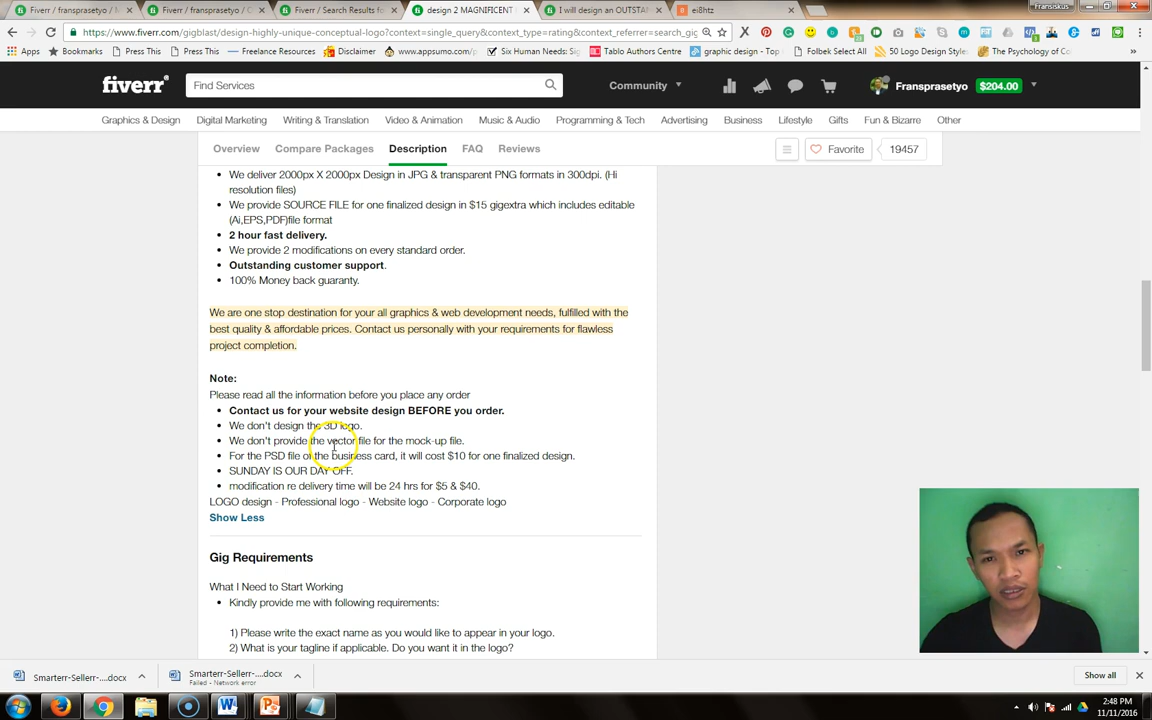 Fiverr / fransprasetyo / M
Fiverr / fransprasetyo / O
Fiverr / Search Results fo
design 2 MAGNIFICENT
I will design an OUTSTAN
ei8htz
Fransiskus
https://www.fiverr.com/gigblast/design-highly-unique-conceptual-logo?context=single_query&context_type=rating&context_referrer=search_gig
Apps
Bookmarks
Press This
Press This
Freelance Resources
Disclaimer
www.appsumo.com/p
Six Human Needs: Sig
Tablo Authors Centre
graphic design - Top
Folbek Select All
50 Logo Design Style
The Psychology of Co
fiverr
Find Services
Community
Fransprasetyo
$204.00
Graphics & Design
Digital Marketing
Writing & Translation
Video & Animation
Music & Audio
Programming & Tech
Advertising
Business
Lifestyle
Gifts
Fun & Bizarre
Other
Overview
Compare Packages
Description
FAQ
Reviews
Favorite
19457
We deliver 2000px X 2000px Design in JPG & transparent PNG formats in 300dpi. (Hi
resolution files)
We provide SOURCE FILE for one finalized design in $15 gigextra which includes editable
(Ai,EPS,PDF)file format
2 hour fast delivery.
We provide 2 modifications on every standard order.
Outstanding customer support.
100% Money back guaranty.
We are one stop destination for your all graphics & web development needs, fulfilled with the
best quality & affordable prices. Contact us personally with your requirements for flawless
project completion.
Note:
Please read all the information before you place any order
Contact us for your website design BEFORE you order.
We don't design the 3D logo.
We don't provide the vector file for the mock-up file.
For the PSD file of the business card, it will cost $10 for one finalized design.
SUNDAY IS OUR DAY OFF.
modification re delivery time will be 24 hrs for $5 & $40.
LOGO design - Professional logo - Website logo - Corporate logo
Show Less
Gig Requirements
What I Need to Start Working
Kindly provide me with following requirements:
1) Please write the exact name as you would like to appear in your logo.
2) What is your tagline if applicable. Do you want it in the logo?
Smarterr-Sellerr-....docx
Smarterr-Sellerr-....docx
Failed - Network error
Show all
2:48 PM
11/11/2016